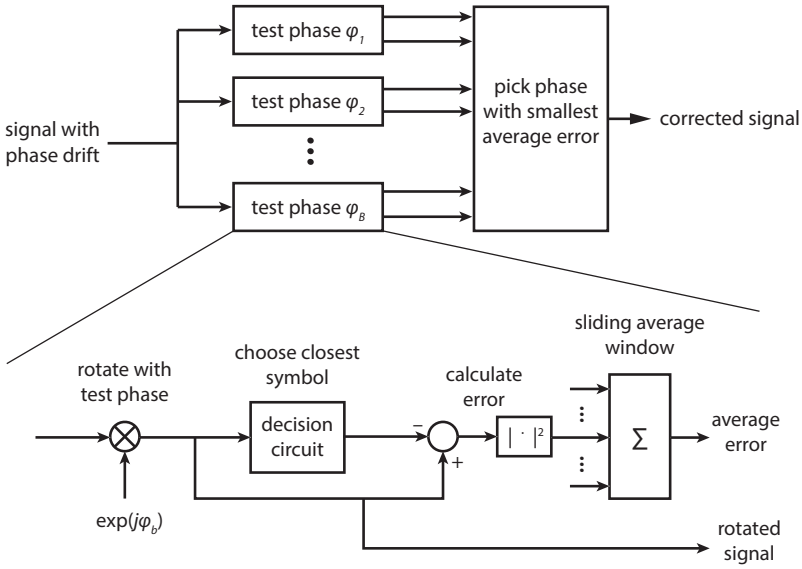 test phase φ1
test phase φ2
test phase φB
signal with
phase drift
pick phase
with smallest
average error
corrected signal
sliding average
window
rotate with
test phase
choose closest
symbol
calculate
error
decision
circuit
−
+
| · |²
Σ
average
error
exp(jφb)
rotated
signal